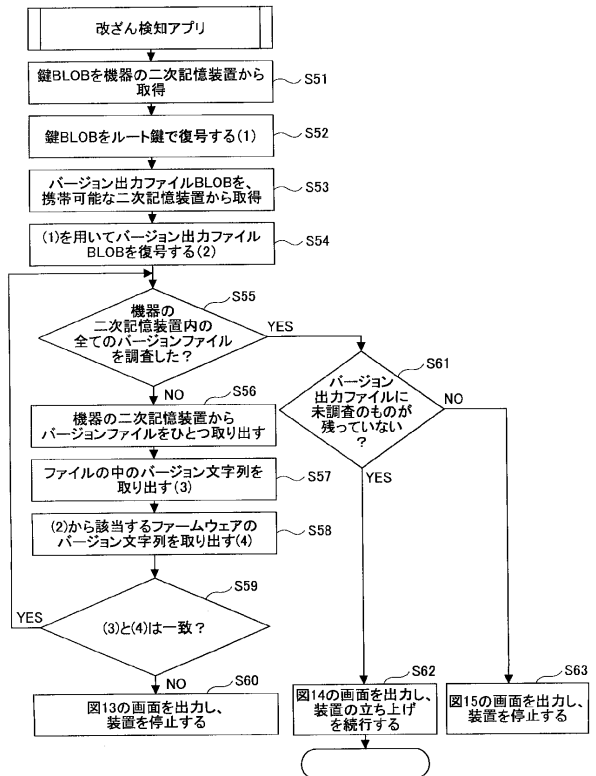 改ざん検知アプリ
鍵BLOBを機器の二次記憶装置から
取得
S51
鍵BLOBをルート鍵で復号する(1)
S52
バージョン出力ファイルBLOBを、
携帯可能な二次記憶装置から取得
S53
(1)を用いてバージョン出力ファイル
BLOBを復号する(2)
S54
S55
機器の
二次記憶装置内の
全てのバージョンファイル
を調査した?
YES
NO
S56
機器の二次記憶装置から
バージョンファイルをひとつ取り出す
ファイルの中のバージョン文字列を
取り出す(3)
S57
(2)から該当するファームウェアの
バージョン文字列を取り出す(4)
S58
S59
(3)と(4)は一致?
YES
NO
S60
図13の画面を出力し、
装置を停止する
S61
バージョン
出力ファイルに
未調査のものが
残っていない
?
NO
YES
S62
図14の画面を出力し、
装置の立ち上げ
を続行する
S63
図15の画面を出力し、
装置を停止する